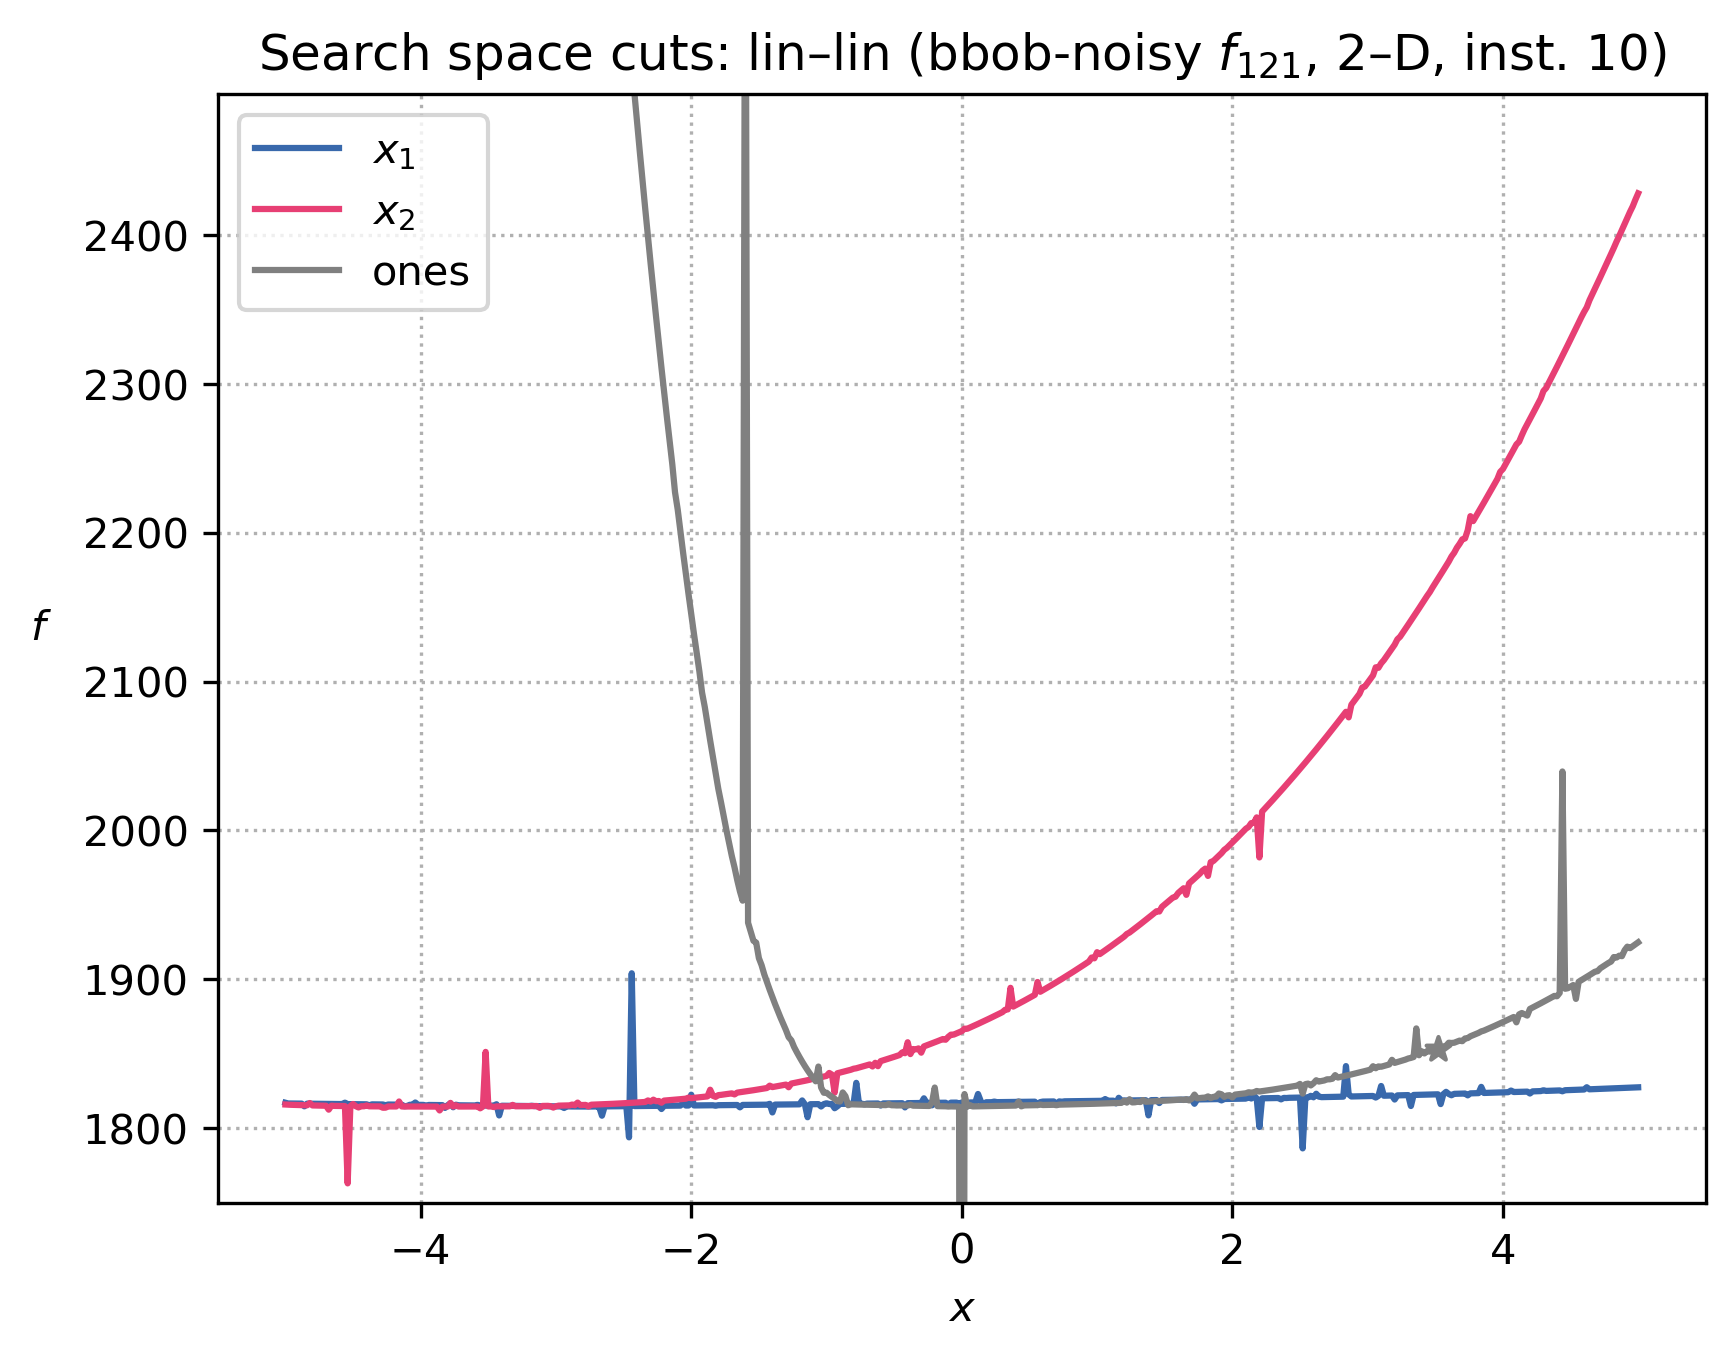 Search space cuts: lin–lin (bbob-noisy f₁₂₁, 2–D, inst. 10)
x₁
x₂
ones
2400
2300
2200
2100
2000
1900
1800
f
−4 −2 0 2 4
x